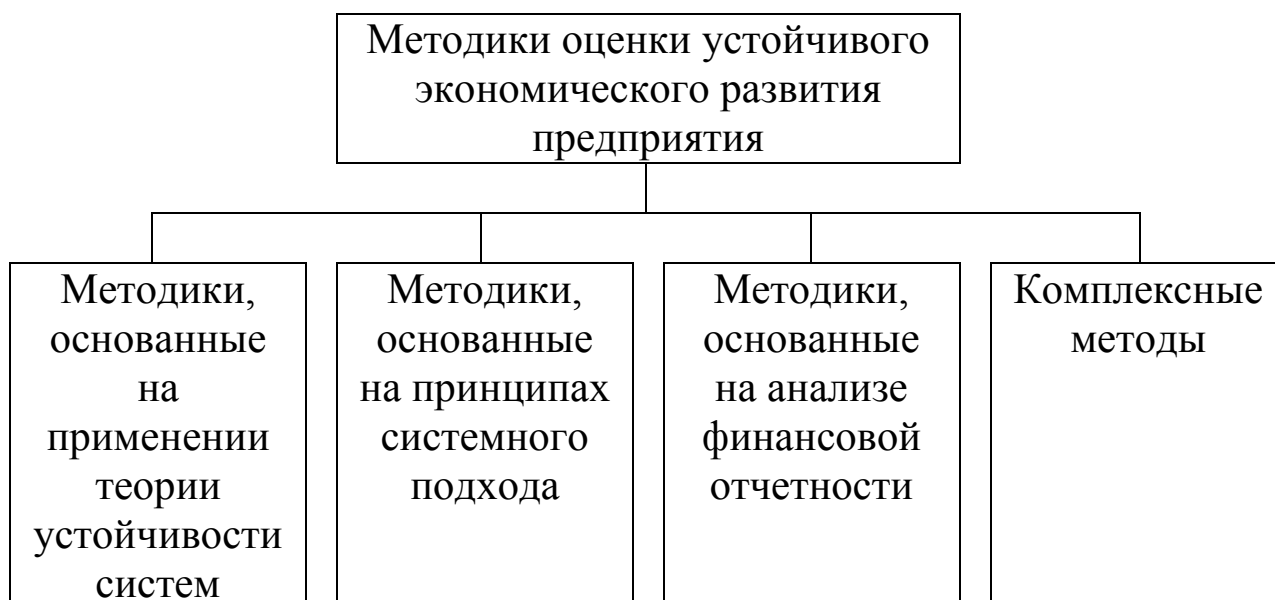 Методики оценки устойчивого
экономического развития
предприятия
Методики,
основанные
на
применении
теории
устойчивости
систем
Методики,
основанные
на принципах
системного
подхода
Методики,
основанные
на анализе
финансовой
отчетности
Комплексные
методы